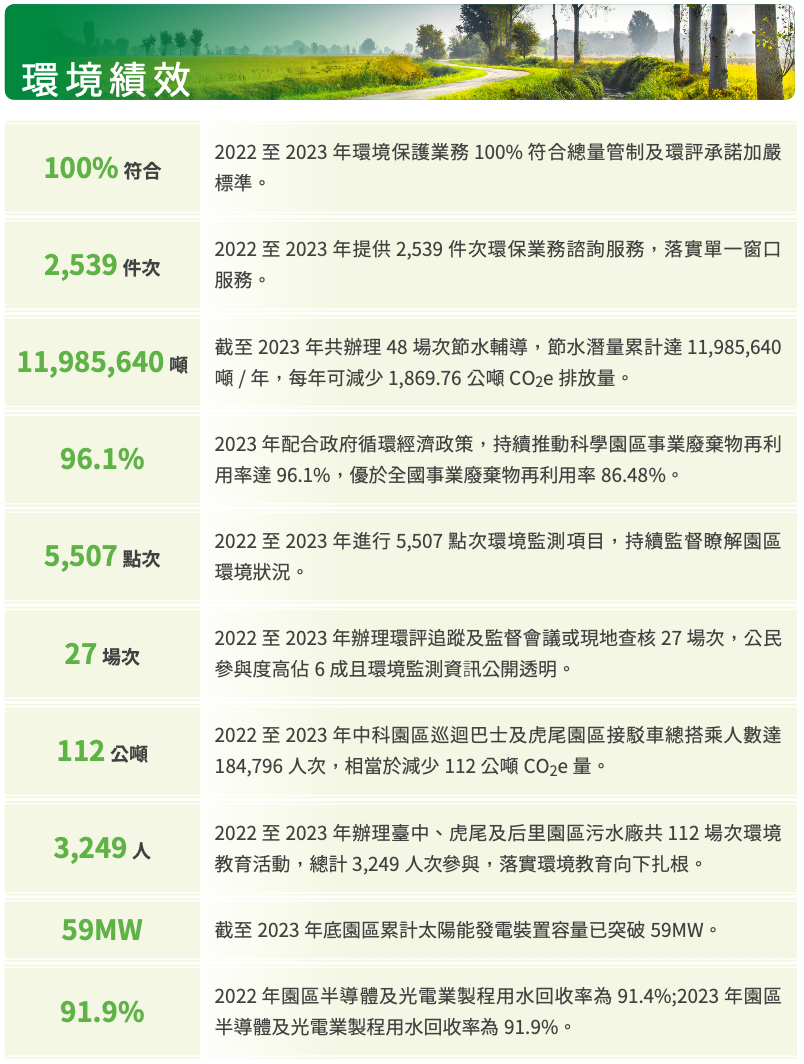 環境績效
100% 符合
2022 至 2023 年環境保護業務 100% 符合總量管制及環評承諾加嚴
標準。
2,539 件次
2022 至 2023 年提供 2,539 件次環保業務諮詢服務，落實單一窗口
服務。
11,985,640 噸
截至 2023 年共辦理 48 場次節水輔導，節水潛量累計達 11,985,640
噸 / 年，每年可減少 1,869.76 公噸 CO2e 排放量。
96.1%
2023 年配合政府循環經濟政策，持續推動科學園區事業廢棄物再利
用率達 96.1%，優於全國事業廢棄物再利用率 86.48%。
5,507 點次
2022 至 2023 年進行 5,507 點次環境監測項目，持續監督瞭解園區
環境狀況。
27 場次
2022 至 2023 年辦理環評追蹤及監督會議或現地查核 27 場次，公民
參與度高佔 6 成且環境監測資訊公開透明。
112 公噸
2022 至 2023 年中科園區巡迴巴士及虎尾園區接駁車總搭乘人數達
184,796 人次，相當於減少 112 公噸 CO2e 量。
3,249 人
2022 至 2023 年辦理臺中、虎尾及后里園區污水廠共 112 場次環境
教育活動，總計 3,249 人次參與，落實環境教育向下扎根。
59MW
截至 2023 年底園區累計太陽能發電裝置容量已突破 59MW。
91.9%
2022 年園區半導體及光電業製程用水回收率為 91.4%;2023 年園區
半導體及光電業製程用水回收率為 91.9%。